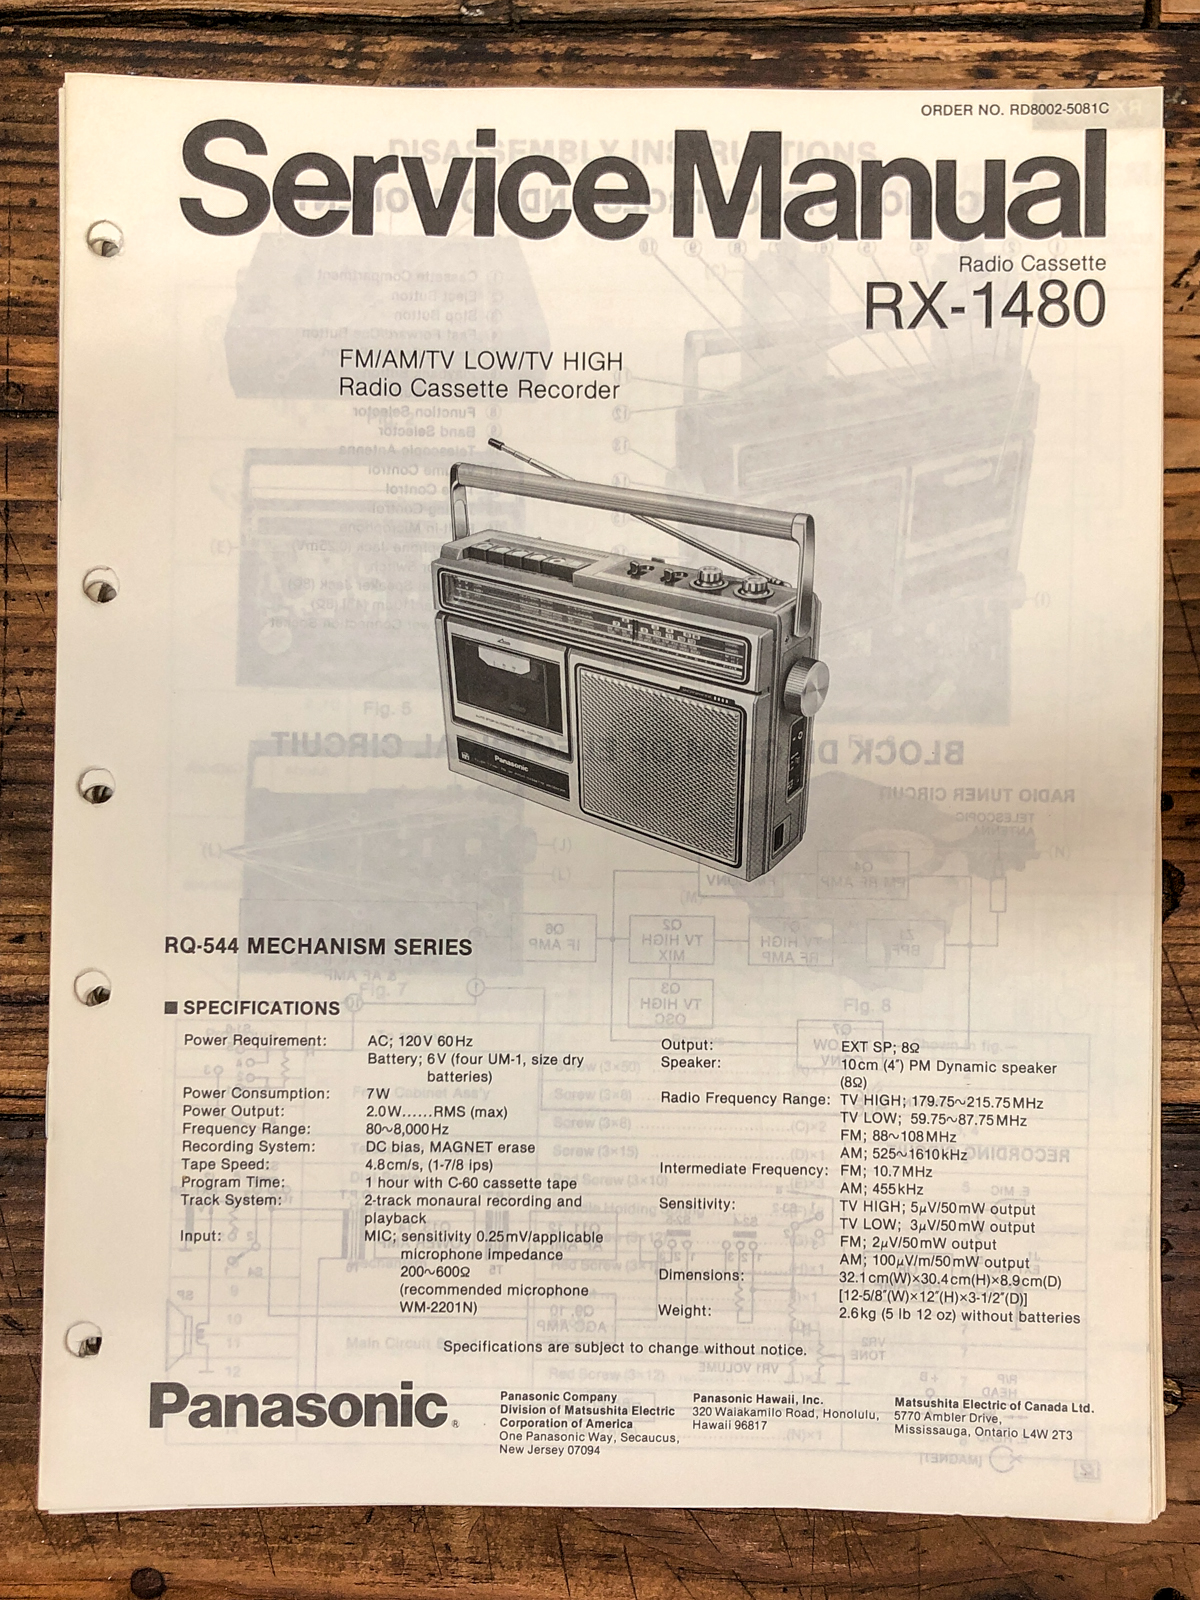 ORDER NO. RD8002-5081C
Service Manual
Radio Cassette
RX-1480
FM/AM/TV LOW/TV HIGH
Radio Cassette Recorder
Panasonic
RQ-544 MECHANISM SERIES
■ SPECIFICATIONS
Power Requirement: AC; 120V 60Hz
Battery; 6V (four UM-1, size dry
batteries)
Power Consumption: 7W
Power Output: 2.0W......RMS (max)
Frequency Range: 80~8,000Hz
Recording System: DC bias, MAGNET erase
Tape Speed: 4.8cm/s, (1-7/8 ips)
Program Time: 1 hour with C-60 cassette tape
Track System: 2-track monaural recording and
playback
Input: MIC; sensitivity 0.25mV/applicable
microphone impedance
200~600Ω
(recommended microphone
WM-2201N)
Output: EXT SP; 8Ω
Speaker: 10cm (4″) PM Dynamic speaker
(8Ω)
Radio Frequency Range: TV HIGH; 179.75~215.75MHz
TV LOW; 59.75~87.75MHz
FM; 88~108MHz
AM; 525~1610kHz
Intermediate Frequency: FM; 10.7MHz
AM; 455kHz
Sensitivity: TV HIGH; 5μV/50mW output
TV LOW; 3μV/50mW output
FM; 2μV/50mW output
AM; 100μV/m/50mW output
Dimensions: 32.1cm(W)×30.4cm(H)×8.9cm(D)
[12-5/8″(W)×12″(H)×3-1/2″(D)]
Weight: 2.6kg (5 lb 12 oz) without batteries
Specifications are subject to change without notice.
Panasonic®
Panasonic Company
Division of Matsushita Electric
Corporation of America
One Panasonic Way, Secaucus,
New Jersey 07094
Panasonic Hawaii, Inc.
320 Waiakamilo Road, Honolulu,
Hawaii 96817
Matsushita Electric of Canada Ltd.
5770 Ambler Drive,
Mississauga, Ontario L4W 2T3